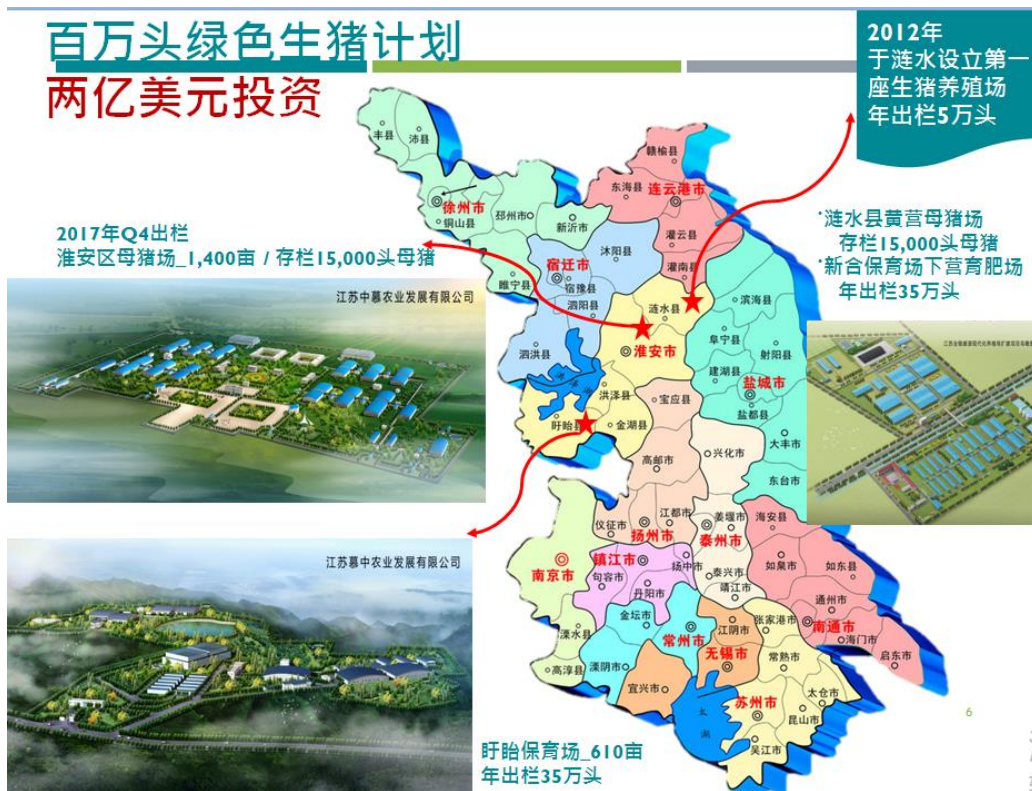 百万头绿色生猪计划
两亿美元投资
2012年
于涟水设立第一
座生猪养殖场
年出栏5万头
2017年Q4出栏
淮安区母猪场_1,400亩 / 存栏15,000头母猪
江苏中慕农业发展有限公司
·涟水县黄营母猪场
存栏15,000头母猪
·新合保育场下营育肥场
年出栏35万头
丰县
沛县
徐州市
铜山县
邳州市
新沂市
睢宁县
赣榆县
东海县
连云港市
灌云县
灌南县
沭阳县
宿迁市
宿豫县
泗阳县
泗洪县
涟水县
淮安市
洪泽县
盱眙县
金湖县
滨海县
阜宁县
射阳县
建湖县
盐城市
盐都县
大丰市
东台市
宝应县
高邮市
兴化市
仪征市
江都市
扬州市
姜堰市
泰州市
海安县
南京市
镇江市
句容市
扬中市
丹阳市
泰兴市
靖江市
如皋市
如东县
通州市
南通市
海门市
启东市
溧水县
高淳县
金坛市
溧阴市
常州市
江阴市
无锡市
宜兴市
张家港市
常熟市
太仓市
苏州市
昆山市
吴江市
太湖
江苏慕中农业发展有限公司
盱眙保育场_610亩
年出栏35万头
6